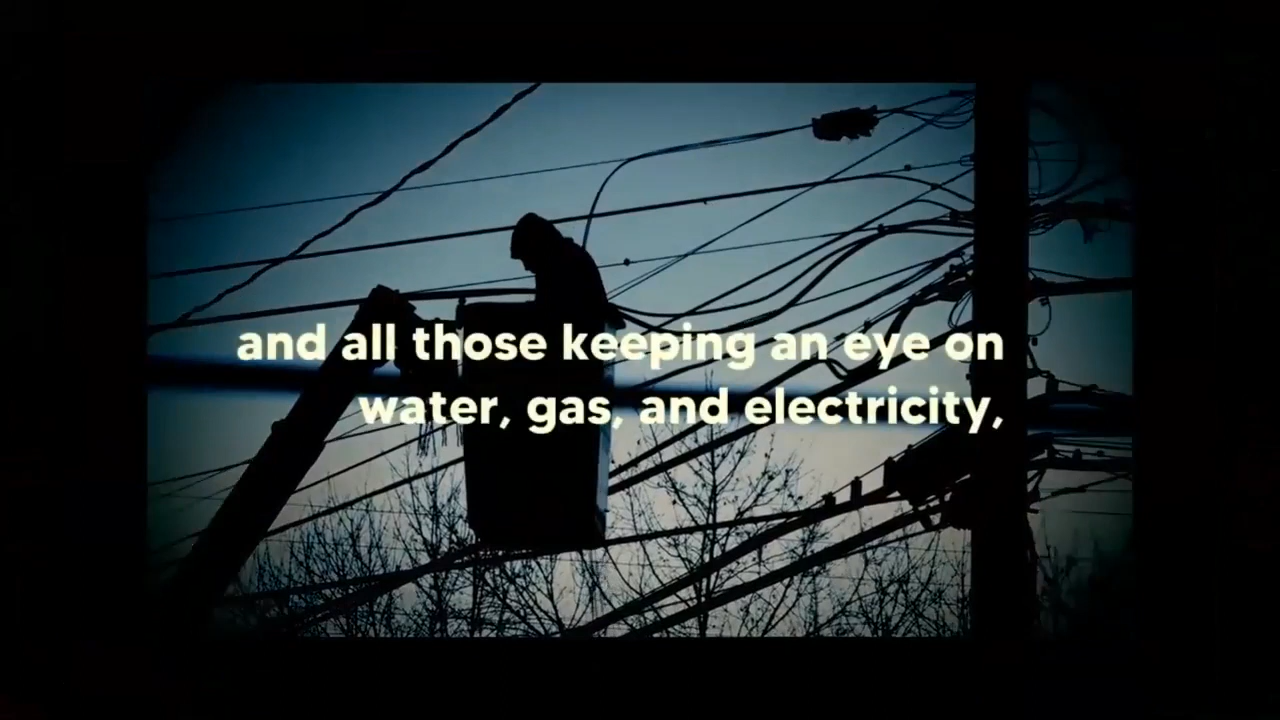 and all those keeping an eye on
water, gas, and electricity,